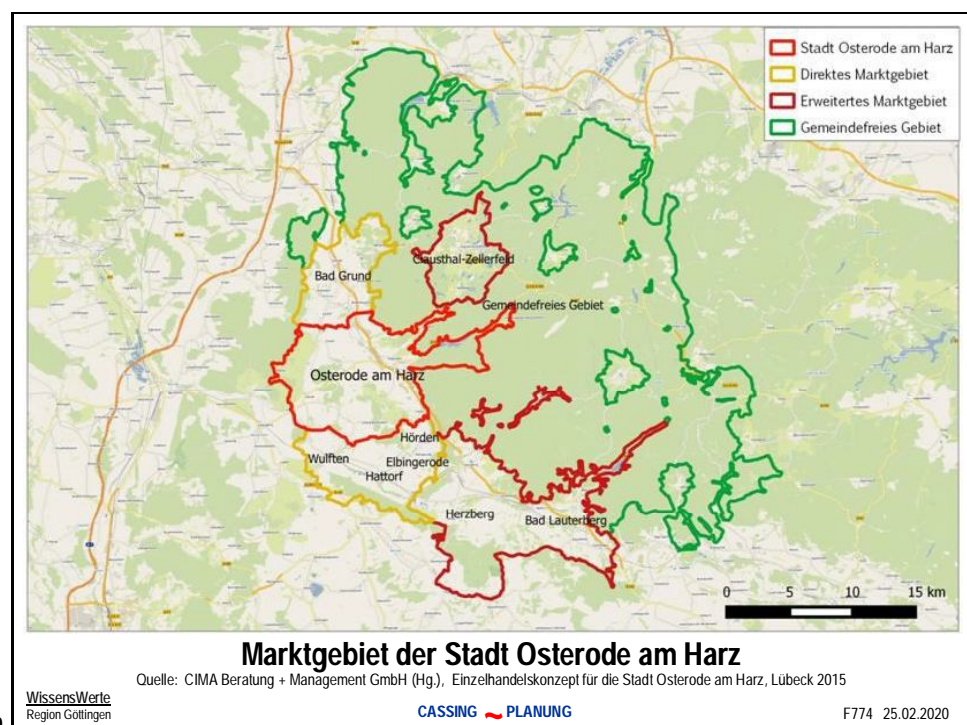 Stadt Osterode am Harz
Direktes Marktgebiet
Erweitertes Marktgebiet
Gemeindefreies Gebiet
Clausthal-Zellerfeld
Bad Grund
Gemeindefreies Gebiet
Osterode am Harz
Hörden
Wulften
Elbingerode
Hattorf
Herzberg
Bad Lauterberg
0 5 10 15 km
Marktgebiet der Stadt Osterode am Harz
Quelle: CIMA Beratung + Management GmbH (Hg.), Einzelhandelskonzept für die Stadt Osterode am Harz, Lübeck 2015
WissensWerte
Region Göttingen
CASSING PLANUNG
F774 25.02.2020